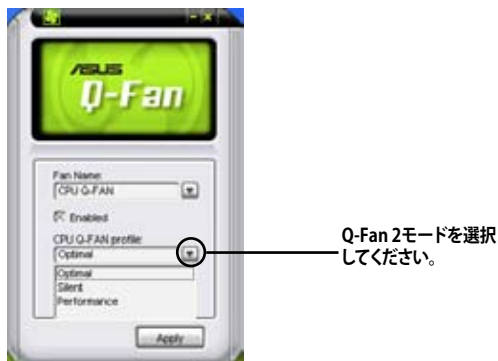 ASUS
Q-Fan
Fan Name:
CPU Q-FAN
Enabled
CPU Q-FAN profile:
Optimal
Optimal
Silent
Performance
Apply
Q-Fan 2モードを選択
してください。